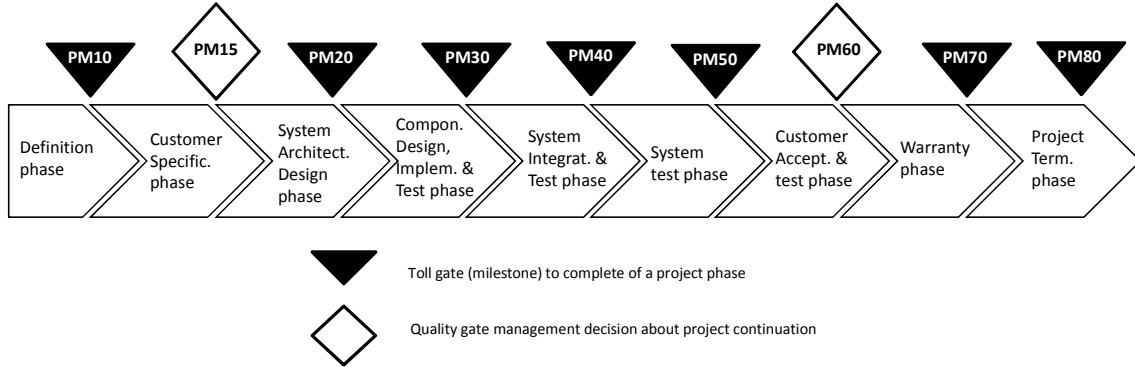 PM10
PM15
PM20
PM30
PM40
PM50
PM60
PM70
PM80
Definition
phase
Customer
Specific.
phase
System
Architect.
Design
phase
Compon.
Design,
Implem. &
Test phase
System
Integrat. &
Test phase
System
test phase
Customer
Accept. &
test phase
Warranty
phase
Project
Term.
phase
Toll gate (milestone) to complete of a project phase
Quality gate management decision about project continuation